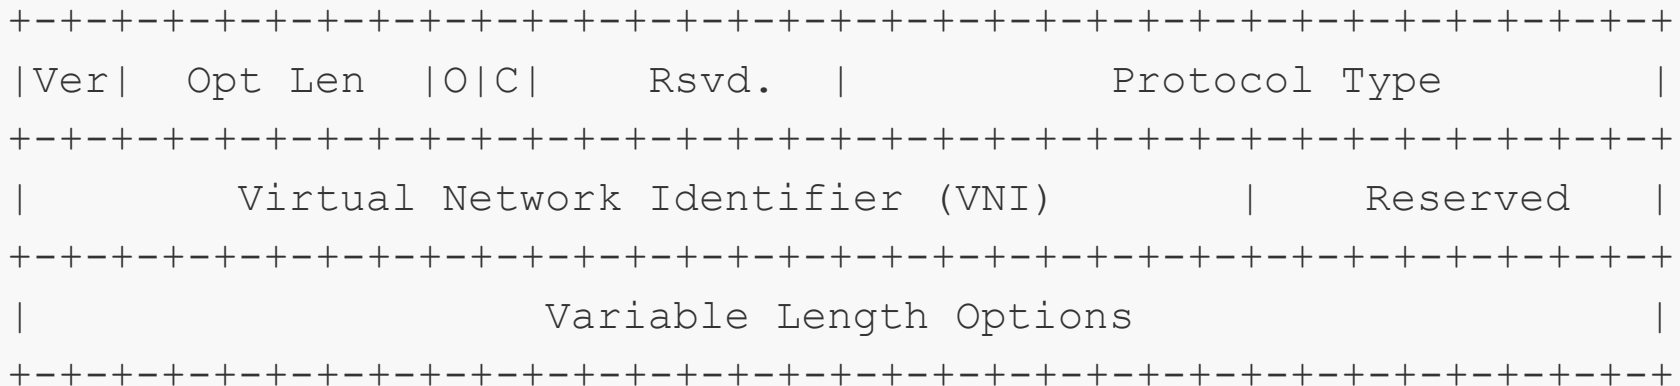 +-+-+-+-+-+-+-+-+-+-+-+-+-+-+-+-+-+-+-+-+-+-+-+-+-+-+-+-+-+-+-+-+
|Ver|  Opt Len  |O|C|    Rsvd.  |          Protocol Type        |
+-+-+-+-+-+-+-+-+-+-+-+-+-+-+-+-+-+-+-+-+-+-+-+-+-+-+-+-+-+-+-+-+
|        Virtual Network Identifier (VNI)       |    Reserved   |
+-+-+-+-+-+-+-+-+-+-+-+-+-+-+-+-+-+-+-+-+-+-+-+-+-+-+-+-+-+-+-+-+
|                    Variable Length Options                    |
+-+-+-+-+-+-+-+-+-+-+-+-+-+-+-+-+-+-+-+-+-+-+-+-+-+-+-+-+-+-+-+-+